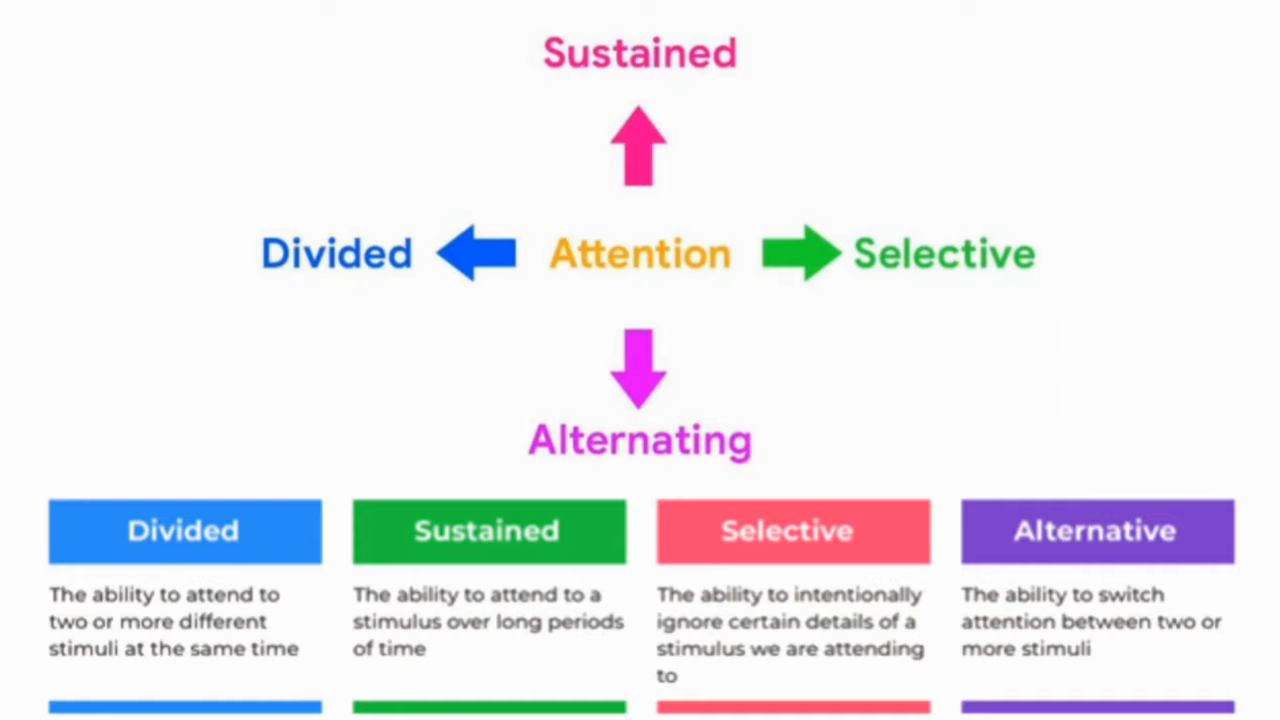 Sustained
Divided Attention Selective
Alternating
Divided
The ability to attend to
two or more different
stimuli at the same time
Sustained
The ability to attend to a
stimulus over long periods
of time
Selective
The ability to intentionally
ignore certain details of a
stimulus we are attending
to
Alternative
The ability to switch
attention between two or
more stimuli